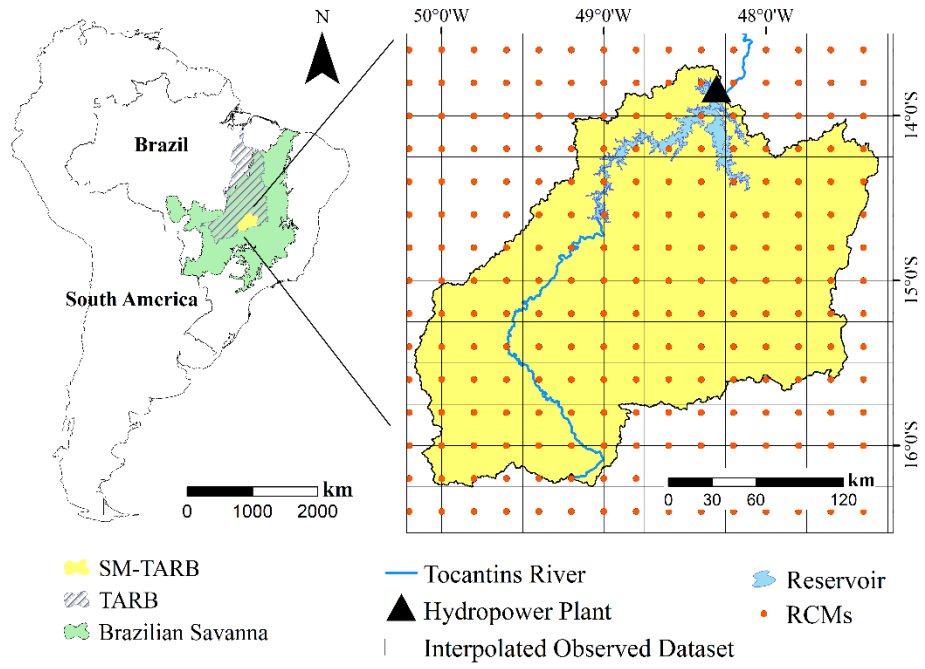 N
50°0'W 49°0'W 48°0'W
Brazil
South America
14°0'S
15°0'S
16°0'S
km
0 1000 2000
km
0 30 60 120
SM-TARB
TARB
Brazilian Savanna
Tocantins River
Hydropower Plant
Interpolated Observed Dataset
Reservoir
RCMs